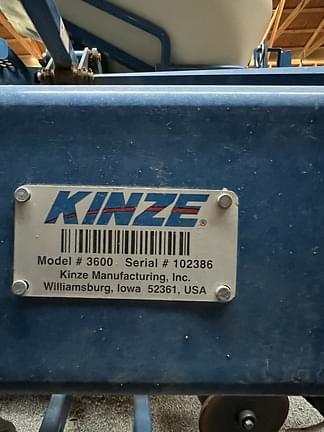 KINZE®
Model # 3600 Serial # 102386
Kinze Manufacturing, Inc.
Williamsburg, Iowa 52361, USA